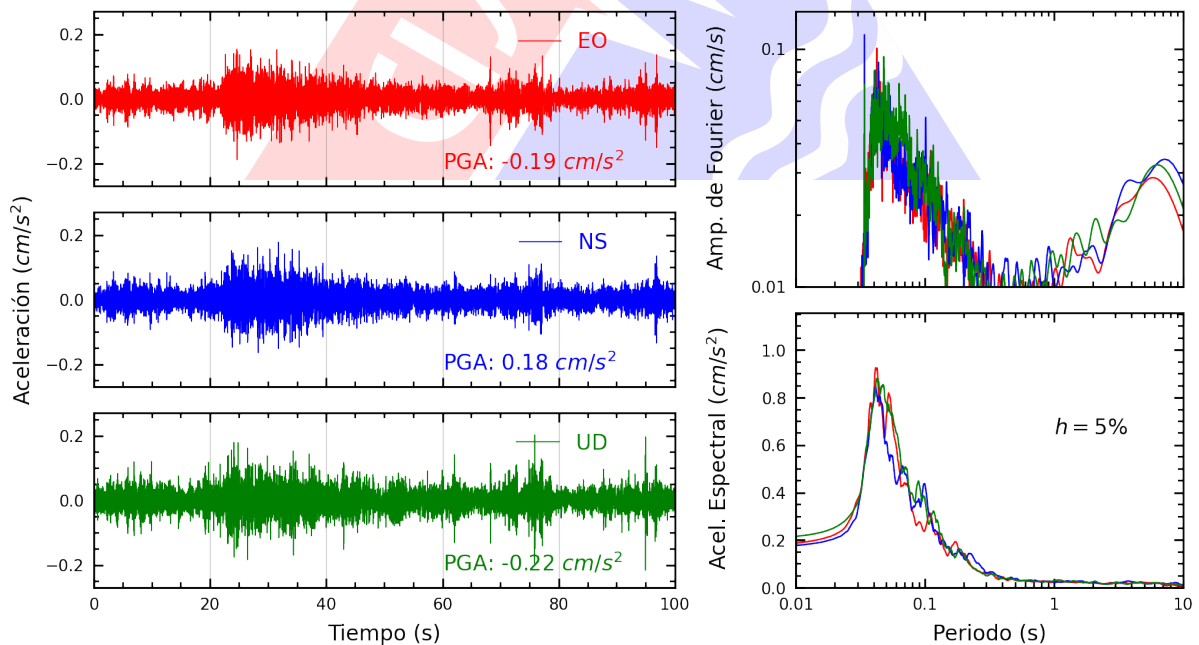 Aceleración (cm/s²)
0.2
0.0
−0.2
EO
PGA: -0.19 cm/s²
0.2
0.0
−0.2
NS
PGA: 0.18 cm/s²
0.2
0.0
−0.2
UD
PGA: -0.22 cm/s²
0 20 40 60 80 100
Tiempo (s)
Amp. de Fourier (cm/s)
0.1
0.01
Acel. Espectral (cm/s²)
1.0
0.8
0.6
0.4
0.2
0.0
h = 5%
0.01 0.1 1 10
Periodo (s)